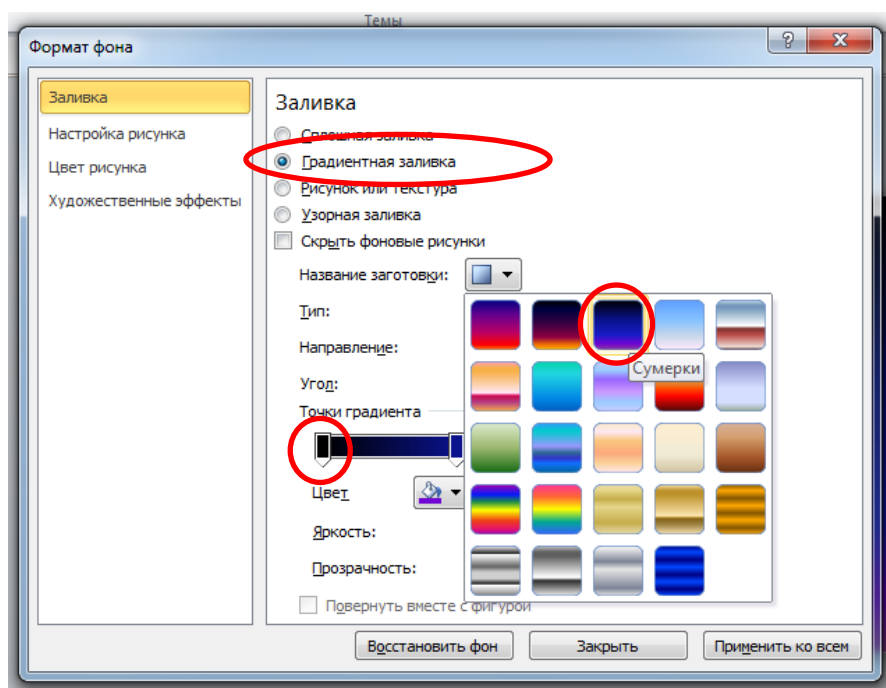 Темы
Формат фона
Заливка
Настройка рисунка
Цвет рисунка
Художественные эффекты
Заливка
Сплошная заливка
Градиентная заливка
Рисунок или текстура
Узорная заливка
Скрыть фоновые рисунки
Название заготовки:
Тип:
Направление:
Сумерки
Угол:
Точки градиента
Цвет
Яркость:
Прозрачность:
Повернуть вместе с фигурой
Восстановить фон
Закрыть
Применить ко всем